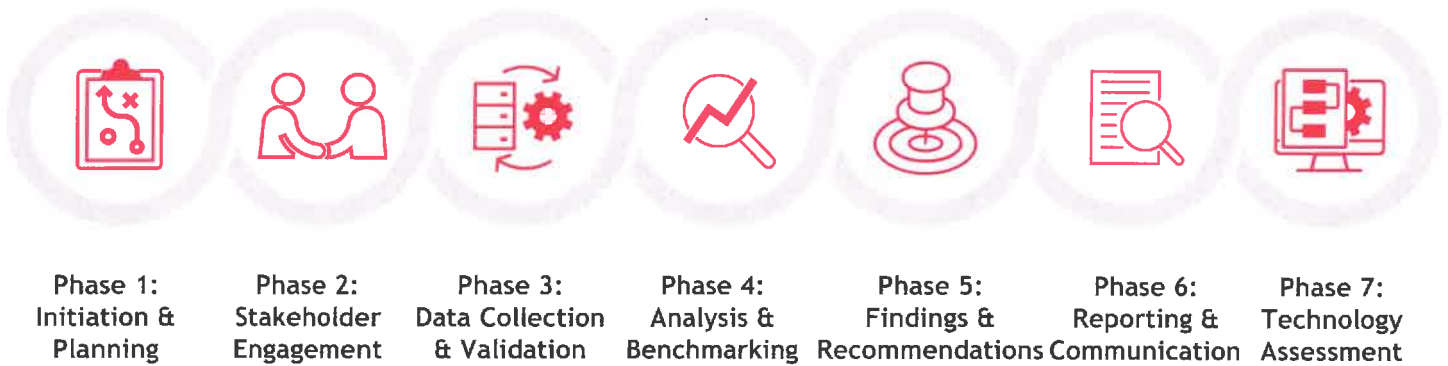 Phase 1:
Initiation &
Planning
Phase 2:
Stakeholder
Engagement
Phase 3:
Data Collection
& Validation
Phase 4:
Analysis &
Benchmarking
Phase 5:
Findings &
Recommendations
Phase 6:
Reporting &
Communication
Phase 7:
Technology
Assessment